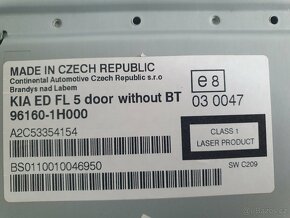 MADE IN CZECH REPUBLIC
Continental Automotive Czech Republic s.r.o
Brandys nad Labem
KIA ED FL 5 door without BT
96160-1H000
A2C53354154
BS0110010046950
e8
03 0047
CLASS 1
LASER PRODUCT
SW C209